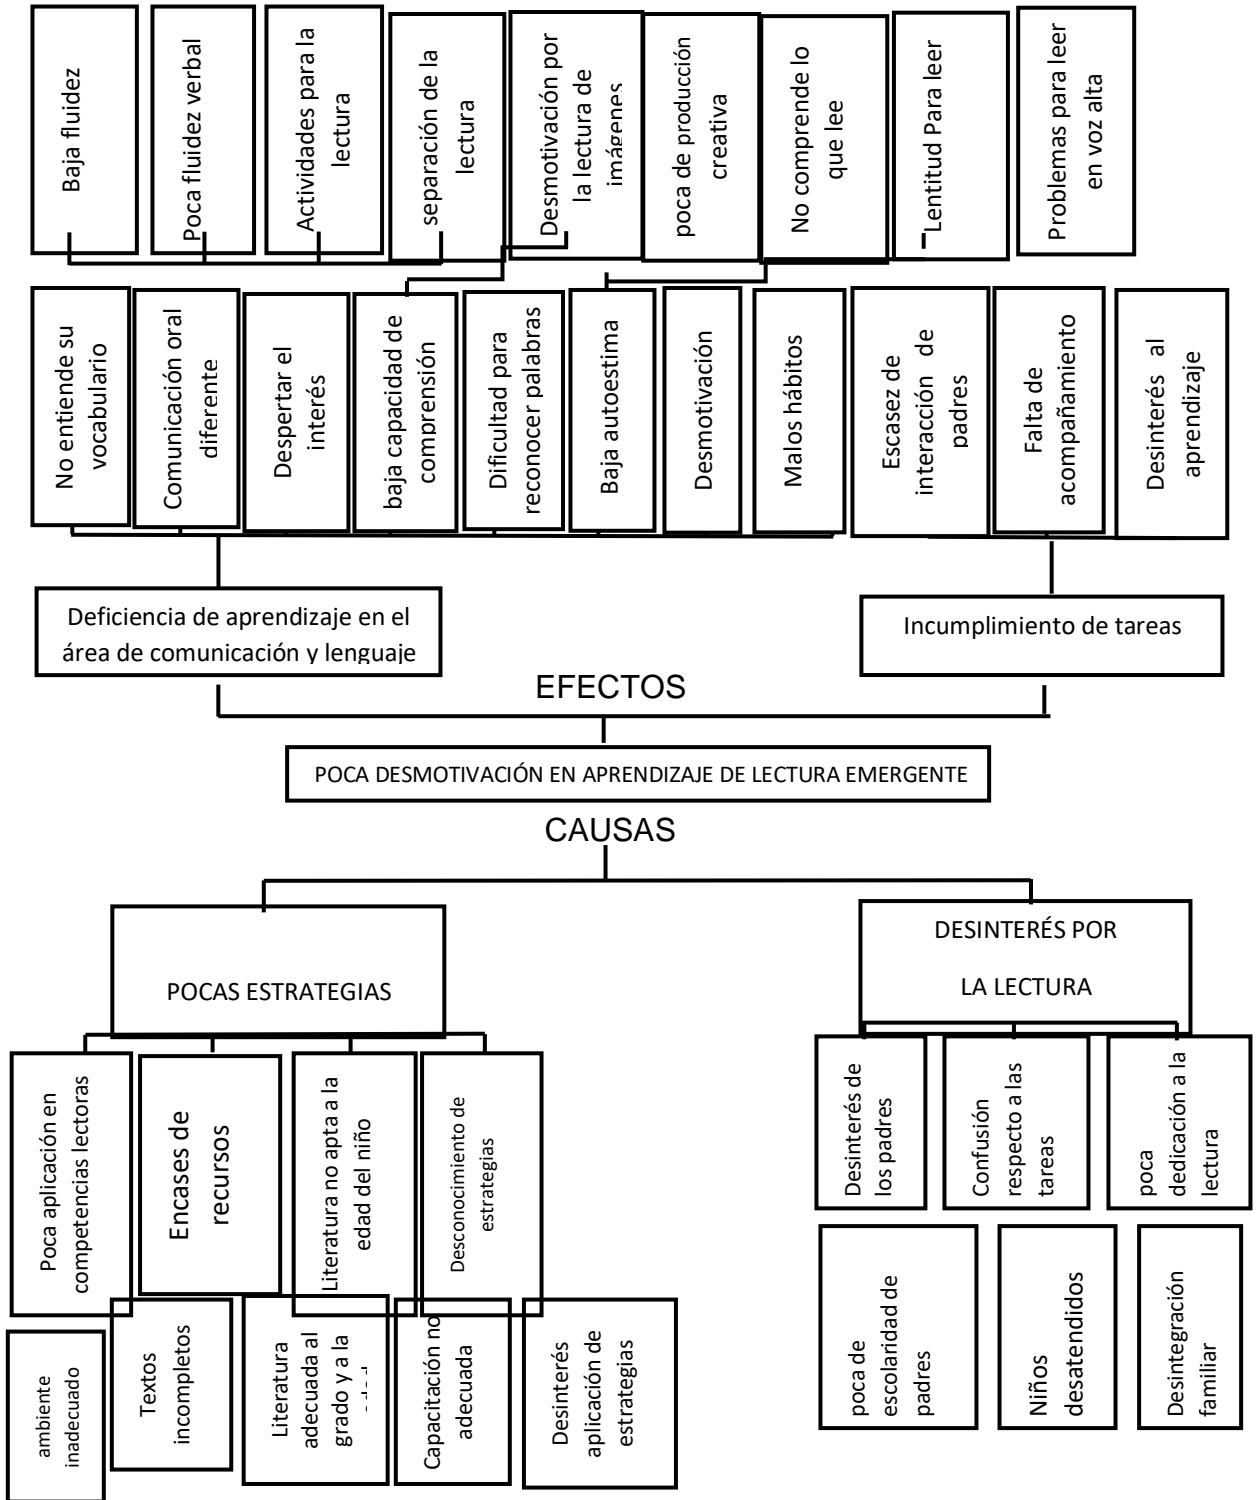 Baja fluidez
Poca fluidez verbal
Actividades para la
lectura
separación de la
lectura
Desmotivación por
la lectura de
imágenes
poca de producción
creativa
No comprende lo
que lee
Lentitud Para leer
Problemas para leer
en voz alta
No entiende su
vocabulario
Comunicación oral
diferente
Despertar el
interés
baja capacidad de
comprensión
Dificultad para
reconocer palabras
Baja autoestima
Desmotivación
Malos hábitos
Escasez de
interacción de
padres
Falta de
acompañamiento
Desinterés al
aprendizaje
Deficiencia de aprendizaje en el
área de comunicación y lenguaje
Incumplimiento de tareas
EFECTOS
POCA DESMOTIVACIÓN EN APRENDIZAJE DE LECTURA EMERGENTE
CAUSAS
POCAS ESTRATEGIAS
DESINTERÉS POR
LA LECTURA
Poca aplicación en
competencias lectoras
Encases de
recursos
Literatura no apta a la
edad del niño
Desconocimiento de
estrategias
Desinterés de
los padres
Confusión
respecto a las
tareas
poca
dedicación a la
lectura
ambiente
inadecuado
Textos
incompletos
Literatura
adecuada al
grado y a la
Capacitación no
adecuada
Desinterés
aplicación de
estrategias
poca de
escolaridad de
padres
Niños
desatendidos
Desintegración
familiar